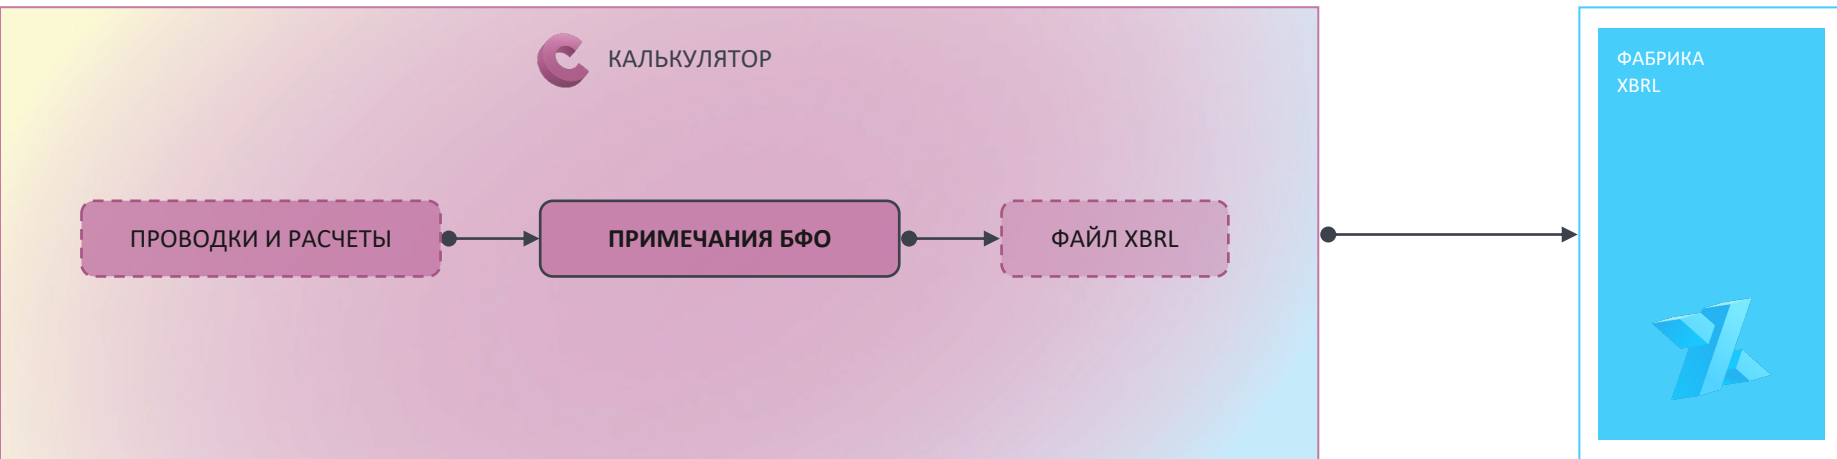 КАЛЬКУЛЯТОР
ФАБРИКА
XBRL
ПРОВОДКИ И РАСЧЕТЫ
ПРИМЕЧАНИЯ БФО
ФАЙЛ XBRL